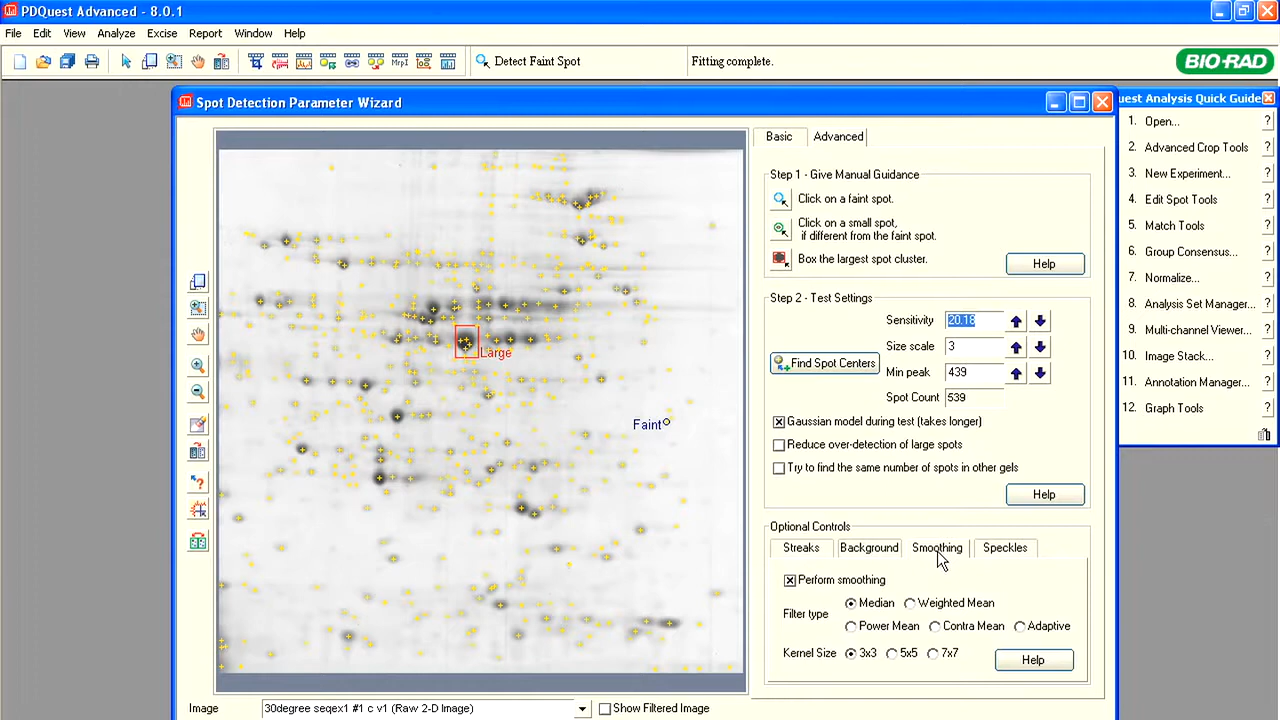 PDQuest Advanced - 8.0.1
File Edit View Analyze Excise Report Window Help
Detect Faint Spot
Fitting complete.
BIO-RAD
Spot Detection Parameter Wizard
Large
Faint
Basic Advanced
Step 1 - Give Manual Guidance
Click on a faint spot.
Click on a small spot,
if different from the faint spot.
Box the largest spot cluster.
Help
Step 2 - Test Settings
Sensitivity 20.18
Size scale 3
Find Spot Centers
Min peak 439
Spot Count 539
Gaussian model during test (takes longer)
Reduce over-detection of large spots
Try to find the same number of spots in other gels
Help
Optional Controls
Streaks Background Smoothing Speckles
Perform smoothing
Filter type
Median Weighted Mean
Power Mean Contra Mean Adaptive
Kernel Size 3x3 5x5 7x7
Help
Image 30degree seqex1 #1 c v1 (Raw 2-D Image) Show Filtered Image
uest Analysis Quick Guide
1. Open... ?
2. Advanced Crop Tools ?
3. New Experiment... ?
4. Edit Spot Tools ?
5. Match Tools ?
6. Group Consensus... ?
7. Normalize... ?
8. Analysis Set Manager... ?
9. Multi-channel Viewer... ?
10. Image Stack... ?
11. Annotation Manager... ?
12. Graph Tools ?